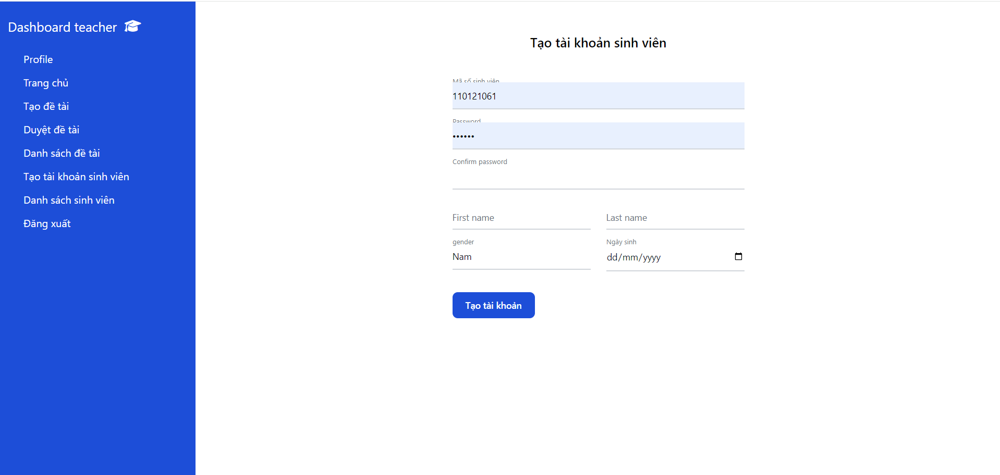 Dashboard teacher
Profile
Trang chủ
Tạo đề tài
Duyệt đề tài
Danh sách đề tài
Tạo tài khoản sinh viên
Danh sách sinh viên
Đăng xuất
Tạo tài khoản sinh viên
Mã số sinh viên
110121061
Password
••••••
Confirm password
First name Last name
gender Ngày sinh
Nam dd/mm/yyyy
Tạo tài khoản